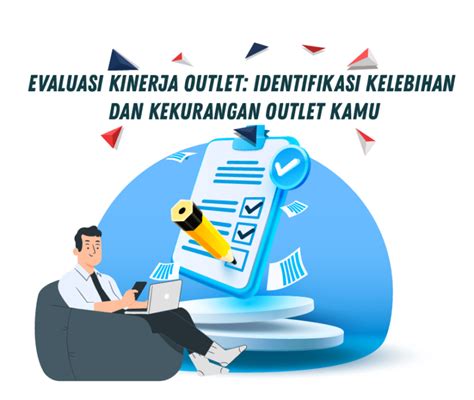 EVALUASI KINERJA OUTLET: IDENTIFIKASI KELEBIHAN
DAN KEKURANGAN OUTLET KAMU